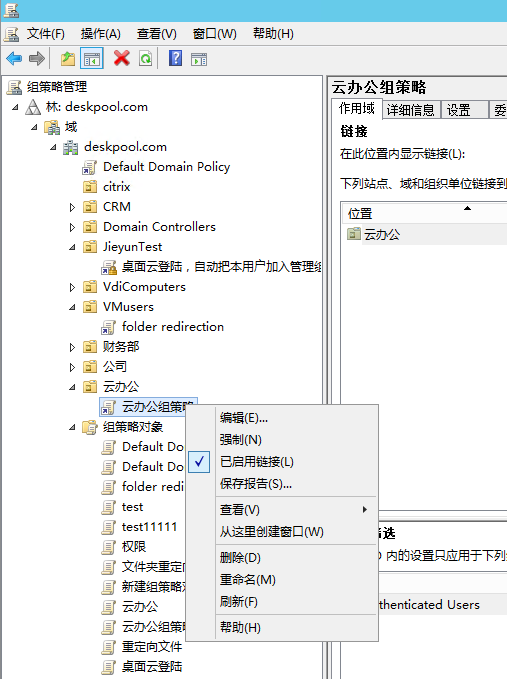 文件(F) 操作(A) 查看(V) 窗口(W) 帮助(H)
组策略管理
林: deskpool.com
域
deskpool.com
Default Domain Policy
citrix
CRM
Domain Controllers
JieyunTest
桌面云登陆，自动把本用户加入管理组
VdiComputers
VMusers
folder redirection
财务部
公司
云办公
云办公组策略
组策略对象
Default Do
Default Do
folder redi
test
test11111
权限
文件夹重定向
新建组策略对
云办公
云办公组策略
重定向文件
桌面云登陆
编辑(E)...
强制(N)
已启用链接(L)
保存报告(S)...
查看(V)
从这里创建窗口(W)
删除(D)
重命名(M)
刷新(F)
帮助(H)
云办公组策略
作用域 详细信息 设置 委
链接
在此位置内显示链接(L):
下列站点、域和组织单位链接到
位置
云办公
筛选
内的设置只应用于下列
thenticated Users